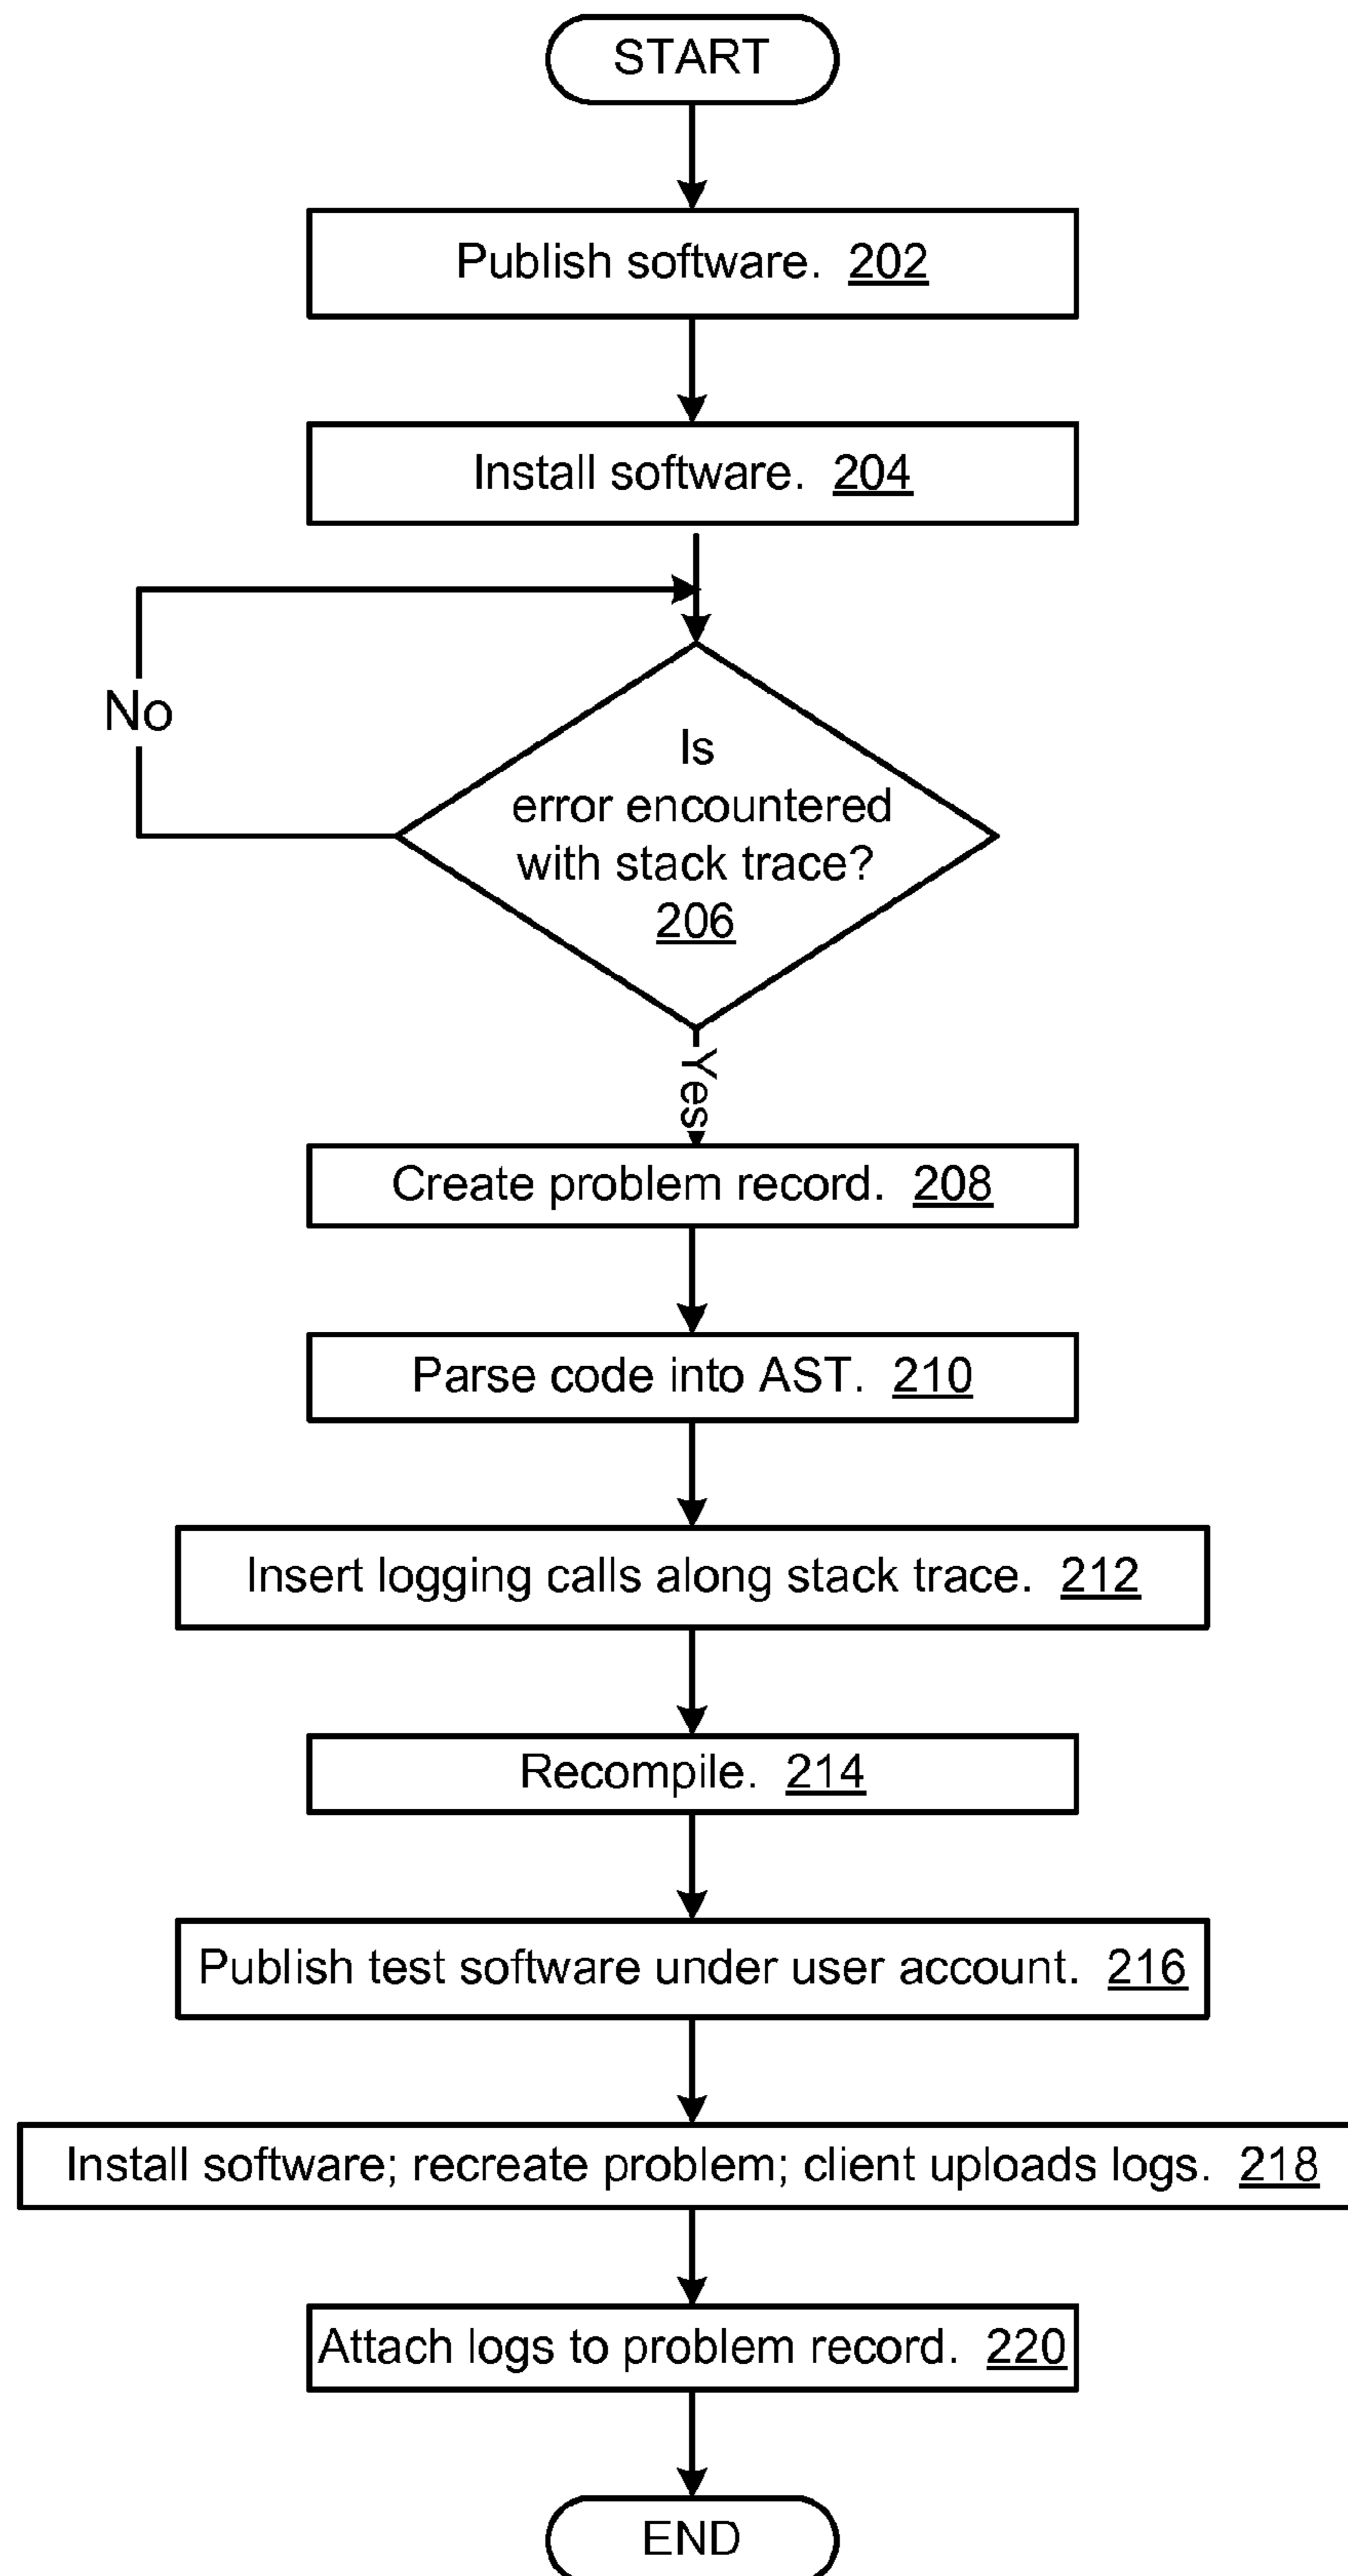 START
Publish software. 202
Install software. 204
No
Is
error encountered
with stack trace?
206
Yes
Create problem record. 208
Parse code into AST. 210
Insert logging calls along stack trace. 212
Recompile. 214
Publish test software under user account. 216
Install software; recreate problem; client uploads logs. 218
Attach logs to problem record. 220
END